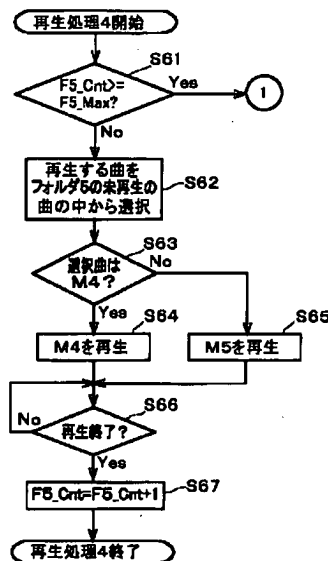 再生処理4開始
S61
F5_Cnt>=
F5_Max?
Yes
1
No
再生する曲を
フォルダ5の未再生の
曲の中から選択
S62
S63
選択曲は
M4?
No
Yes
S64
S65
M4を再生
M5を再生
S66
No
再生終了?
Yes
S67
F5_Cnt=F5_Cnt+1
再生処理4終了